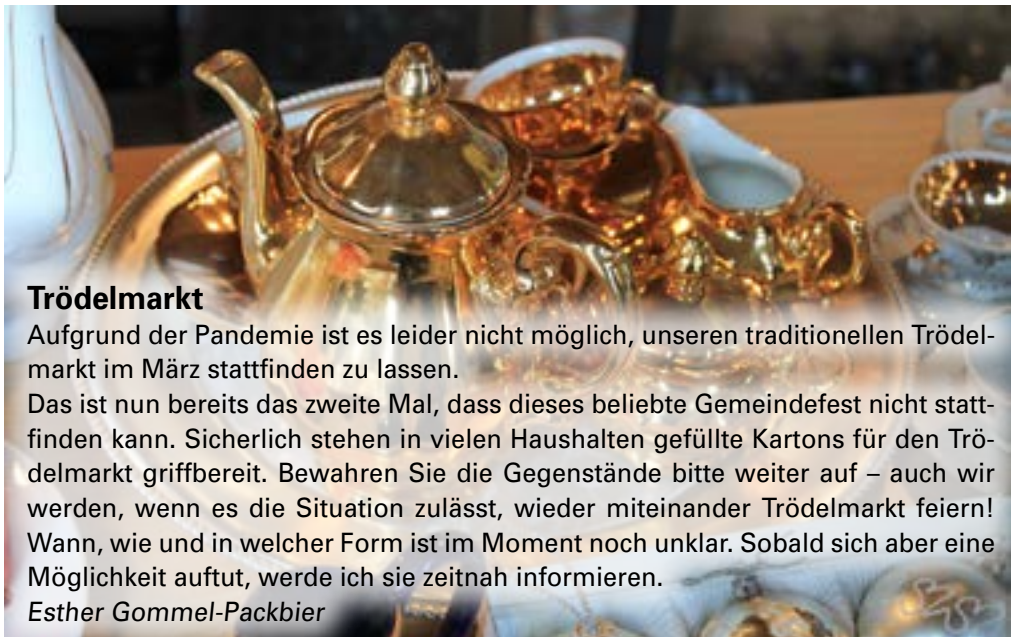 Trödelmarkt
Aufgrund der Pandemie ist es leider nicht möglich, unseren traditionellen Trödel-
markt im März stattfinden zu lassen.
Das ist nun bereits das zweite Mal, dass dieses beliebte Gemeindefest nicht statt-
finden kann. Sicherlich stehen in vielen Haushalten gefüllte Kartons für den Trö-
delmarkt griffbereit. Bewahren Sie die Gegenstände bitte weiter auf – auch wir
werden, wenn es die Situation zulässt, wieder miteinander Trödelmarkt feiern!
Wann, wie und in welcher Form ist im Moment noch unklar. Sobald sich aber eine
Möglichkeit auftut, werde ich sie zeitnah informieren.
Esther Gommel-Packbier